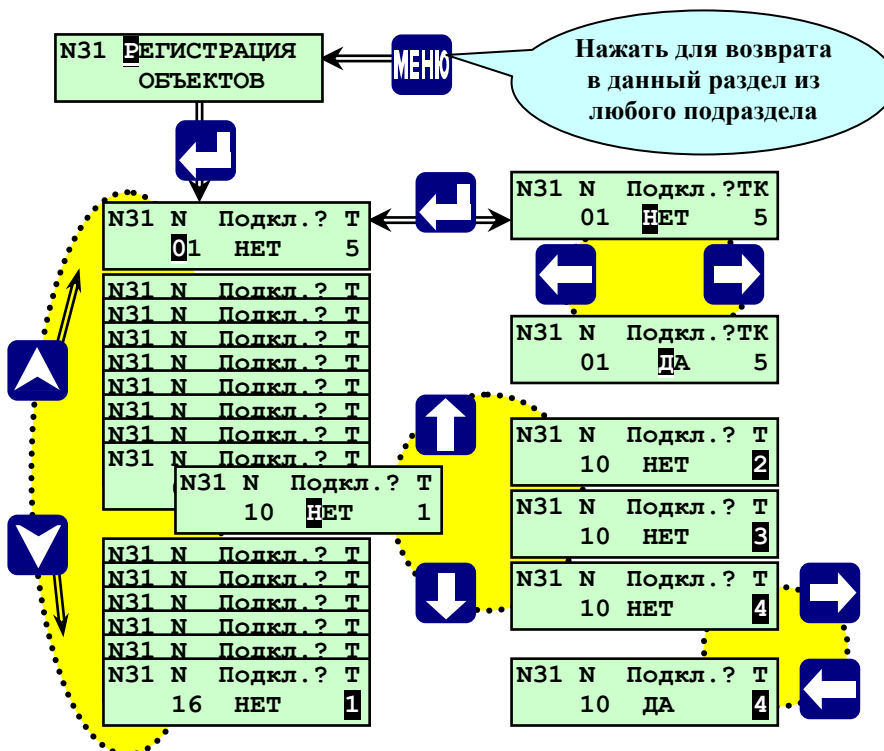 N31 РЕГИСТРАЦИЯ
ОБЪЕКТОВ
МЕНЮ
Нажать для возврата
в данный раздел из
любого подраздела
N31 N Подкл.? Т
01 НЕТ 5
N31 N Подкл.?ТК
01 НЕТ 5
N31 N Подкл.?ТК
01 ДА 5
N31 N Подкл.? Т
N31 N Подкл.? Т
N31 N Подкл.? Т
N31 N Подкл.? Т
N31 N Подкл.? Т
N31 N Подкл.? Т
N31 N Подкл.? Т
N31 N Подкл.? Т
N31 N Подкл.? Т
10 НЕТ 1
N31 N Подкл.? Т
10 НЕТ 2
N31 N Подкл.? Т
10 НЕТ 3
N31 N Подкл.? Т
10 НЕТ 4
N31 N Подкл.? Т
10 ДА 4
N31 N Подкл.? Т
N31 N Подкл.? Т
N31 N Подкл.? Т
N31 N Подкл.? Т
N31 N Подкл.? Т
N31 N Подкл.? Т
16 НЕТ 1